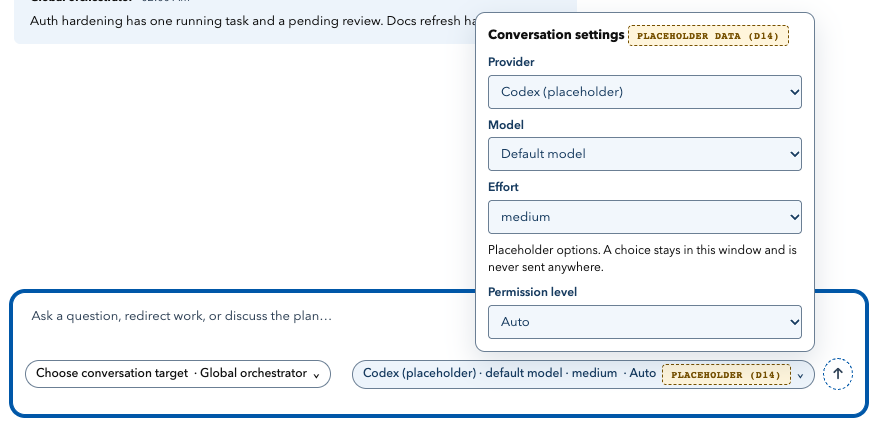 Auth hardening has one running task and a pending review. Docs refresh
Conversation settings PLACEHOLDER DATA (D14)
Provider
Codex (placeholder)
Model
Default model
Effort
medium
Placeholder options. A choice stays in this window and is
never sent anywhere.
Permission level
Auto
Ask a question, redirect work, or discuss the plan…
Choose conversation target · Global orchestrator
Codex (placeholder) · default model · medium · Auto PLACEHOLDER (D14)